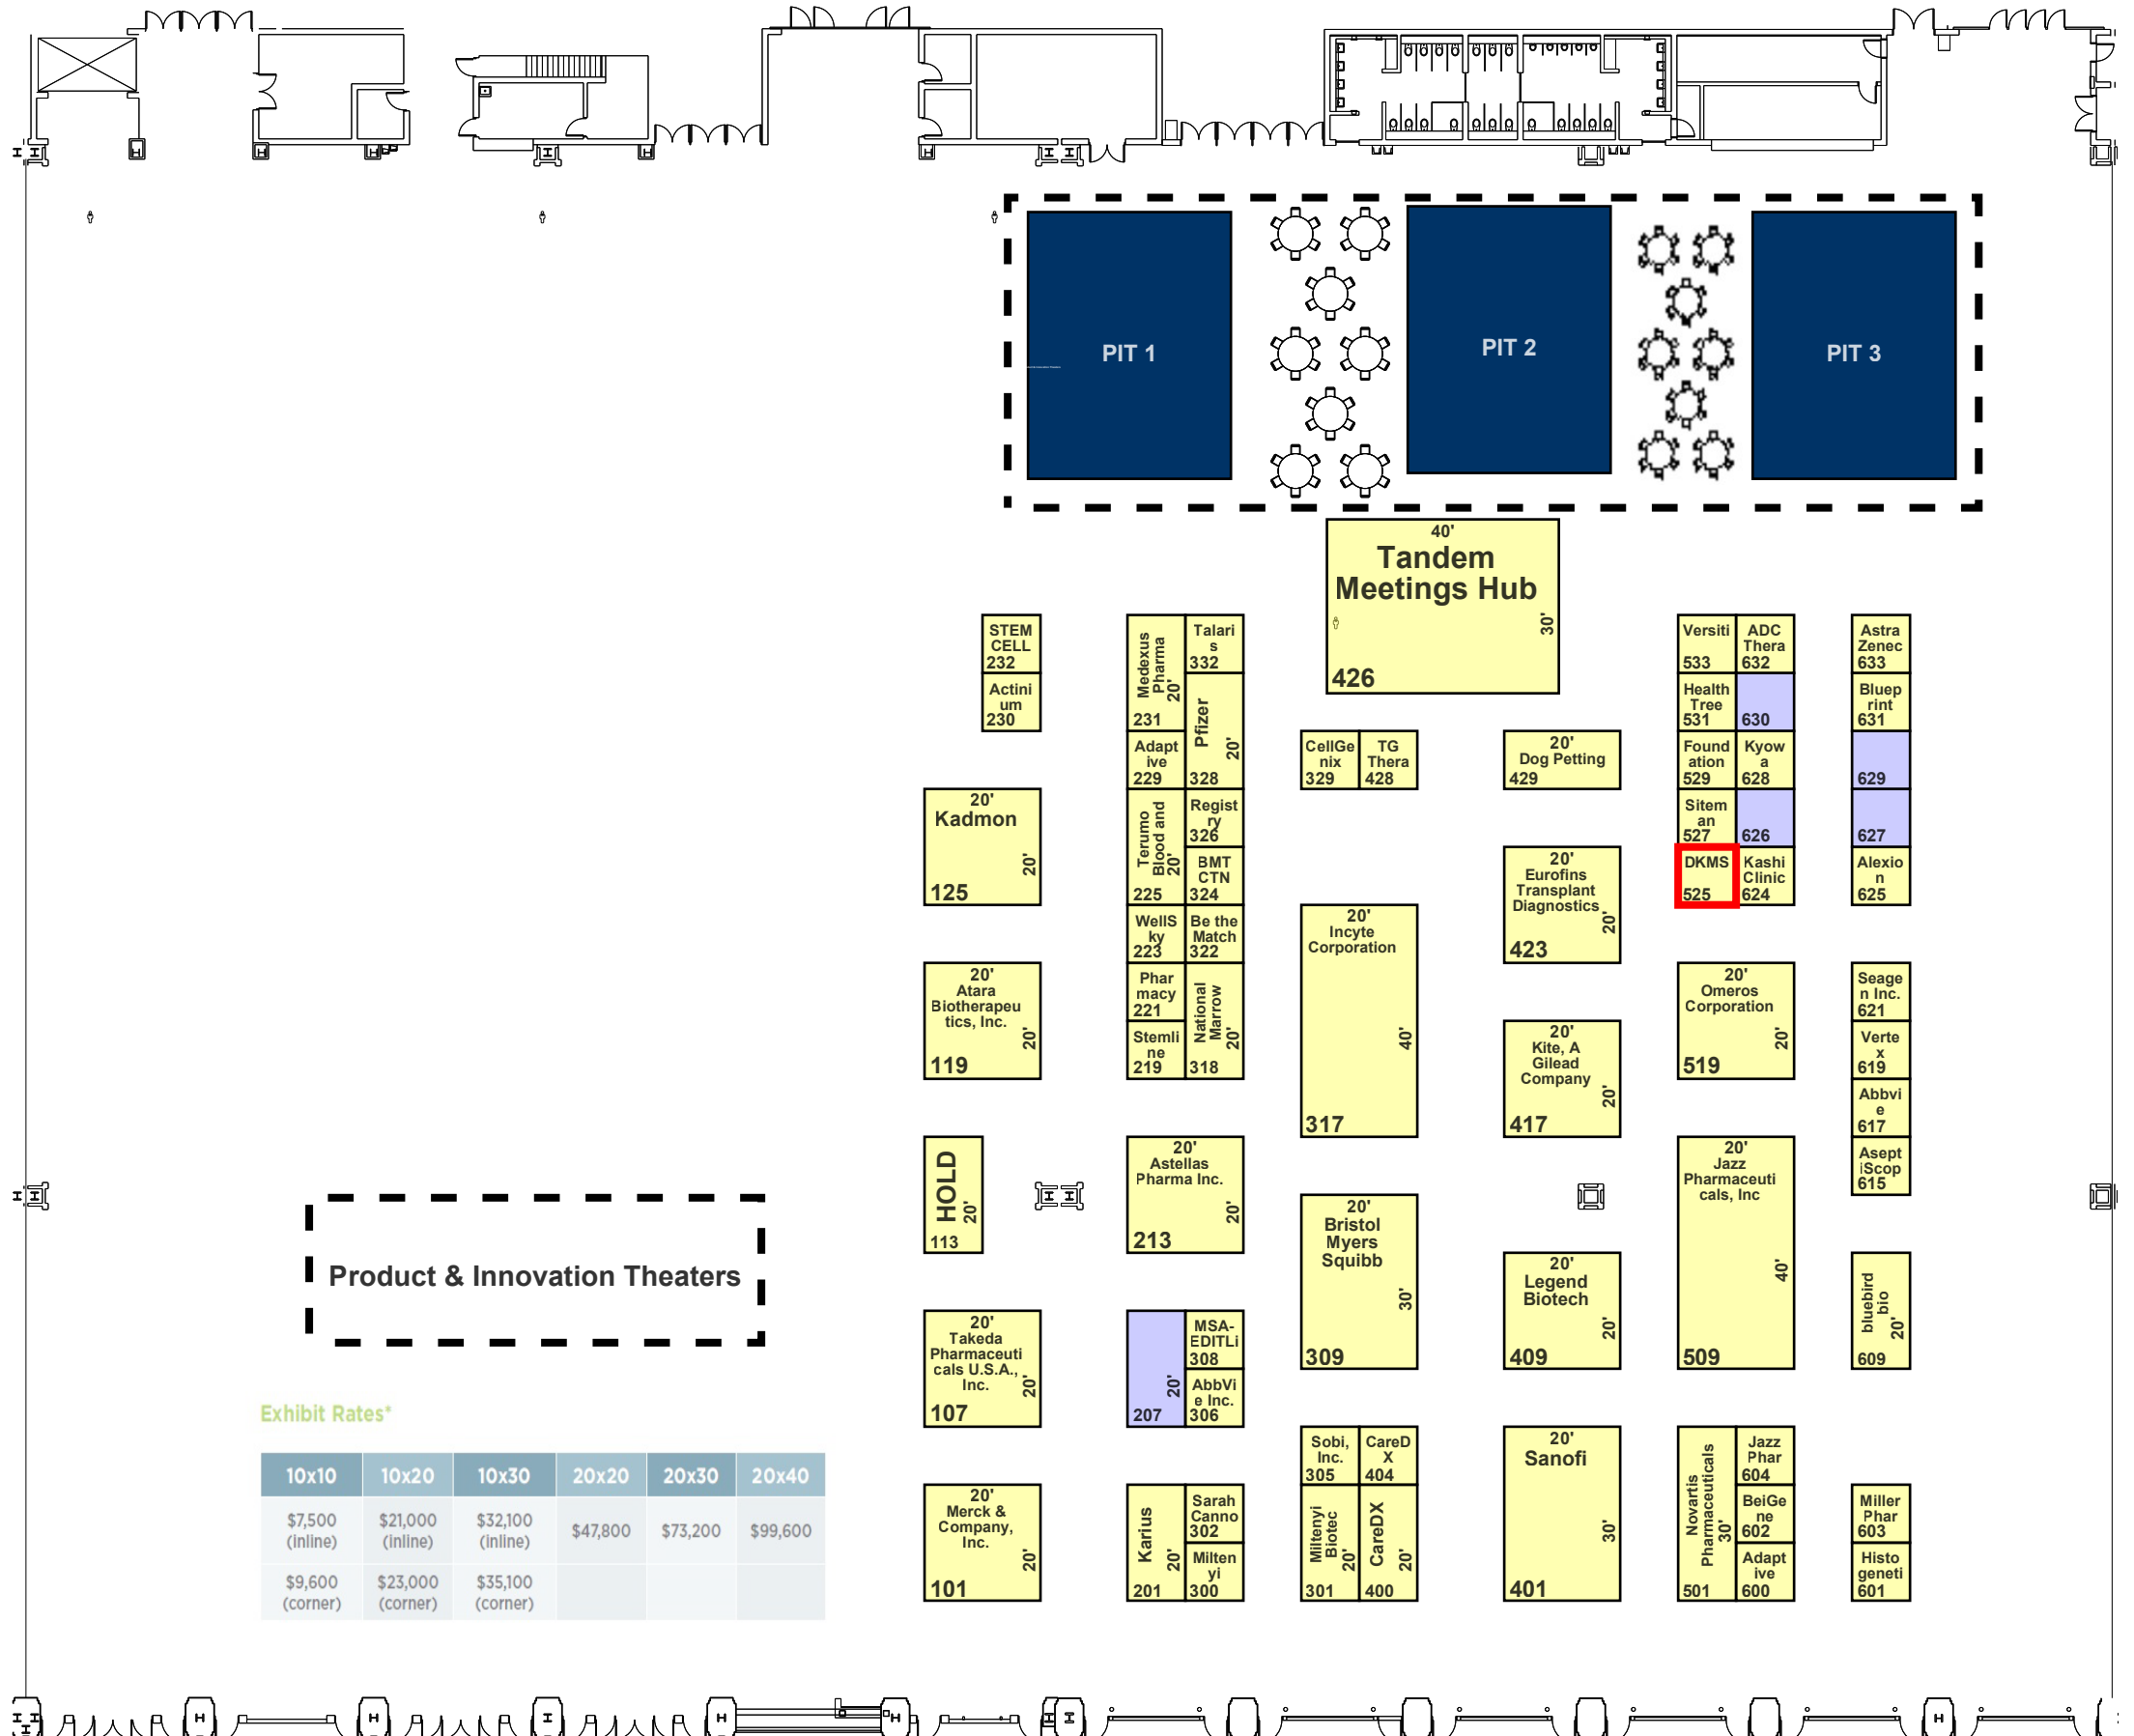 PIT 1
PIT 2
PIT 3
40'
Tandem
Meetings Hub
30'
426
STEM
CELL
232
Actini
um
230
Medexus
Pharma
20'
231
Talari
s
332
Pfizer
20'
328
Adapt
ive
229
CellGe
nix
329
TG
Thera
428
20'
Dog Petting
429
Versiti
533
ADC
Thera
632
Astra
Zenec
633
Health
Tree
531
630
Bluep
rint
631
Found
ation
529
Kyow
a
628
629
Sitem
an
527
626
627
DKMS
525
Kashi
Clinic
624
Alexio
n
625
20'
Kadmon
20'
125
Terumo
Blood and
20'
225
Regist
ry
326
BMT
CTN
324
WellS
ky
223
Be the
Match
322
Phar
macy
221
National
Marrow
20'
318
Stemli
ne
219
20'
Incyte
Corporation
40'
317
20'
Eurofins
Transplant
Diagnostics
20'
423
20'
Atara
Biotherapeu
tics, Inc.
20'
119
20'
Kite, A
Gilead
Company
20'
417
20'
Omeros
Corporation
20'
519
Seage
n Inc.
621
Verte
x
619
Abbvi
e
617
Asept
iScop
615
HOLD
20'
113
20'
Astellas
Pharma Inc.
20'
213
20'
Bristol
Myers
Squibb
30'
309
20'
Legend
Biotech
20'
409
20'
Jazz
Pharmaceuti
cals, Inc
40'
509
bluebird
bio
20'
609
Product & Innovation Theaters
20'
Takeda
Pharmaceuti
cals U.S.A.,
Inc.
20'
107
20'
207
MSA-
EDITLi
308
AbbVi
e Inc.
306
Sobi,
Inc.
305
CareD
X
404
20'
Sanofi
30'
401
Novartis
Pharmaceuticals
30'
501
Jazz
Phar
604
BeiGe
ne
602
Adapt
ive
600
Miller
Phar
603
Histo
geneti
601
20'
Merck &
Company,
Inc.
20'
101
Karius
20'
201
Sarah
Canno
302
Milten
yi
300
Miltenyi
Biotec
20'
301
CareDX
20'
400
Exhibit Rates*
10x10 10x20 10x30 20x20 20x30 20x40
$7,500 (inline) $21,000 (inline) $32,100 (inline) $47,800 $73,200 $99,600
$9,600 (corner) $23,000 (corner) $35,100 (corner)